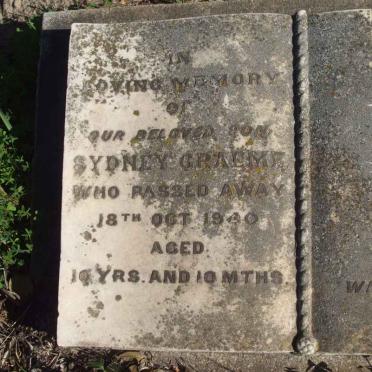 IN
LOVING MEMORY
OF
OUR BELOVED SON
SYDNEY GRAEME
WHO PASSED AWAY
18TH OCT 1940
AGED
YRS. AND 10 MTHS.